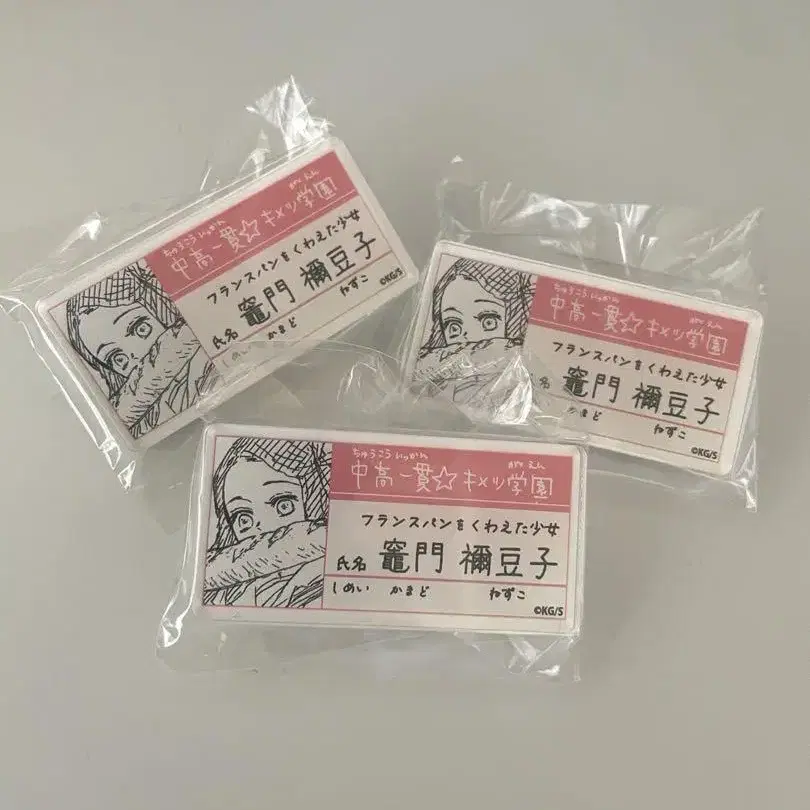 ちゅうこういっかん がくえん
中高一貫☆キメツ学園
フランスパンをくわえた少女
氏名 竈門 禰豆子
しめい かまど ねずこ
©KG/S
ちゅうこういっかん がくえん
中高一貫☆キメツ学園
フランスパンをくわえた少女
名 竈門 禰豆子
かまど ねずこ
©KG/S
ちゅうこういっかん がくえん
中高一貫☆キメツ学園
フランスパンをくわえた少女
氏名 竈門 禰豆子
しめい かまど ねずこ
©KG/S